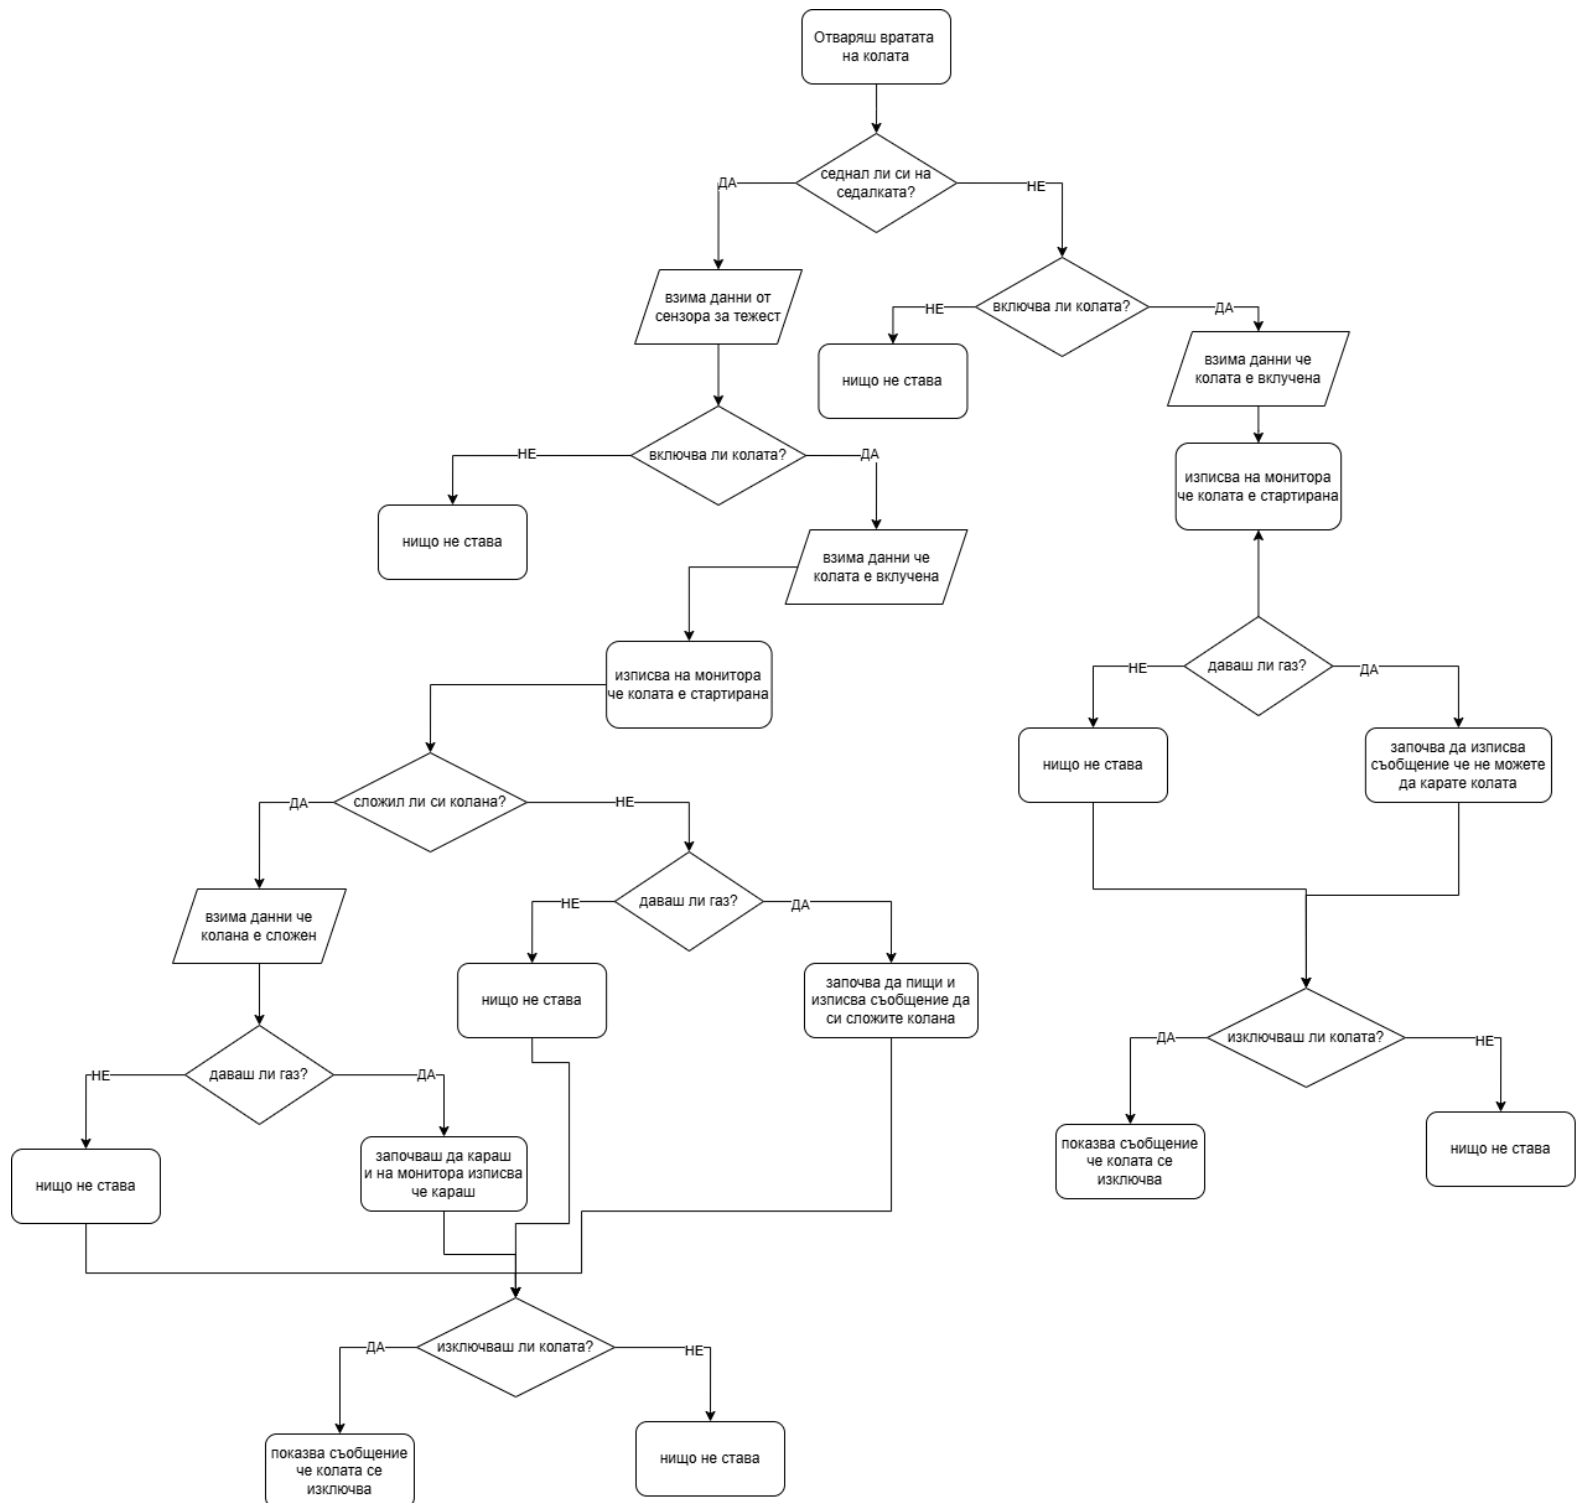 Отваряш вратата
на колата
седнал ли си на
седалката?
ДА
НЕ
взима данни от
сензора за тежест
включва ли колата?
НЕ
ДА
нищо не става
взима данни че
колата е вклучена
изписва на монитора
че колата е стартирана
включва ли колата?
НЕ
ДА
нищо не става
взима данни че
колата е вклучена
изписва на монитора
че колата е стартирана
даваш ли газ?
НЕ
ДА
нищо не става
започва да изписва
съобщение че не можете
да карате колата
сложил ли си колана?
ДА
НЕ
взима данни че
колана е сложен
даваш ли газ?
НЕ
ДА
нищо не става
започва да пищи и
изписва съобщение да
си сложите колана
изключваш ли колата?
ДА
НЕ
показва съобщение
че колата се
изключва
нищо не става
даваш ли газ?
НЕ
ДА
нищо не става
започваш да караш
и на монитора изписва
че караш
изключваш ли колата?
ДА
НЕ
показва съобщение
че колата се
изключва
нищо не става